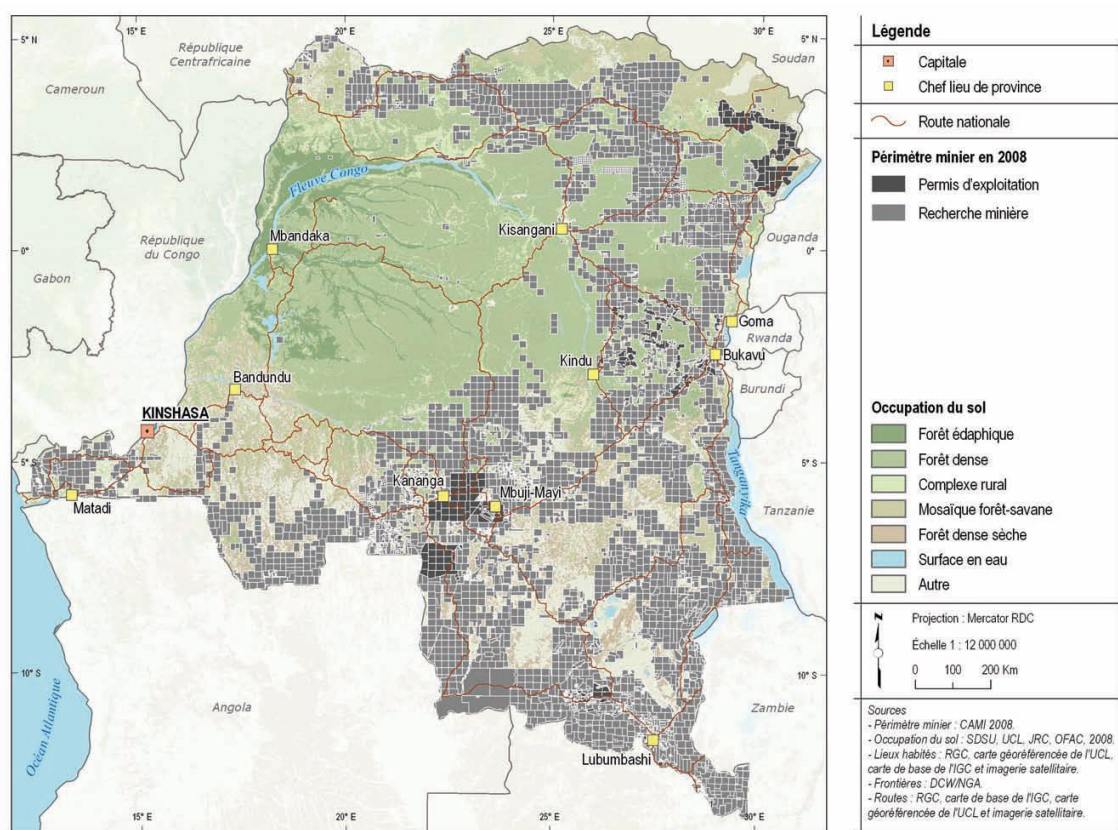 15° E
20° E
25° E
30° E
5° N
5° N
République
Centrafricaine
Soudan
Cameroun
Fleuve Congo
Mbandaka
Kisangani
0°
0°
République
du Congo
Ouganda
Gabon
Goma
Rwanda
Bukavu
Kindu
Burundi
Bandundu
KINSHASA
5° S
5° S
Kananga
Mbuji-Mayi
Tanganyika
Matadi
Tanzanie
10° S
10° S
Angola
Zambie
Océan Atlantique
Lubumbashi
15° E
20° E
25° E
30° E
Légende
Capitale
Chef lieu de province
Route nationale
Périmètre minier en 2008
Permis d'exploitation
Recherche minière
Occupation du sol
Forêt édaphique
Forêt dense
Complexe rural
Mosaïque forêt-savane
Forêt dense sèche
Surface en eau
Autre
N
Projection : Mercator RDC
Échelle 1 : 12 000 000
0 100 200 Km
Sources
- Périmètre minier : CAMI 2008.
- Occupation du sol : SDSU, UCL, JRC, OFAC, 2008.
- Lieux habités : RGC, carte géoréférencée de l'UCL,
carte de base de l'IGC et imagerie satellitaire.
- Frontières : DCW/NGA.
- Routes : RGC, carte de base de l'IGC, carte
géoréférencée de l'UCL et imagerie satellitaire.